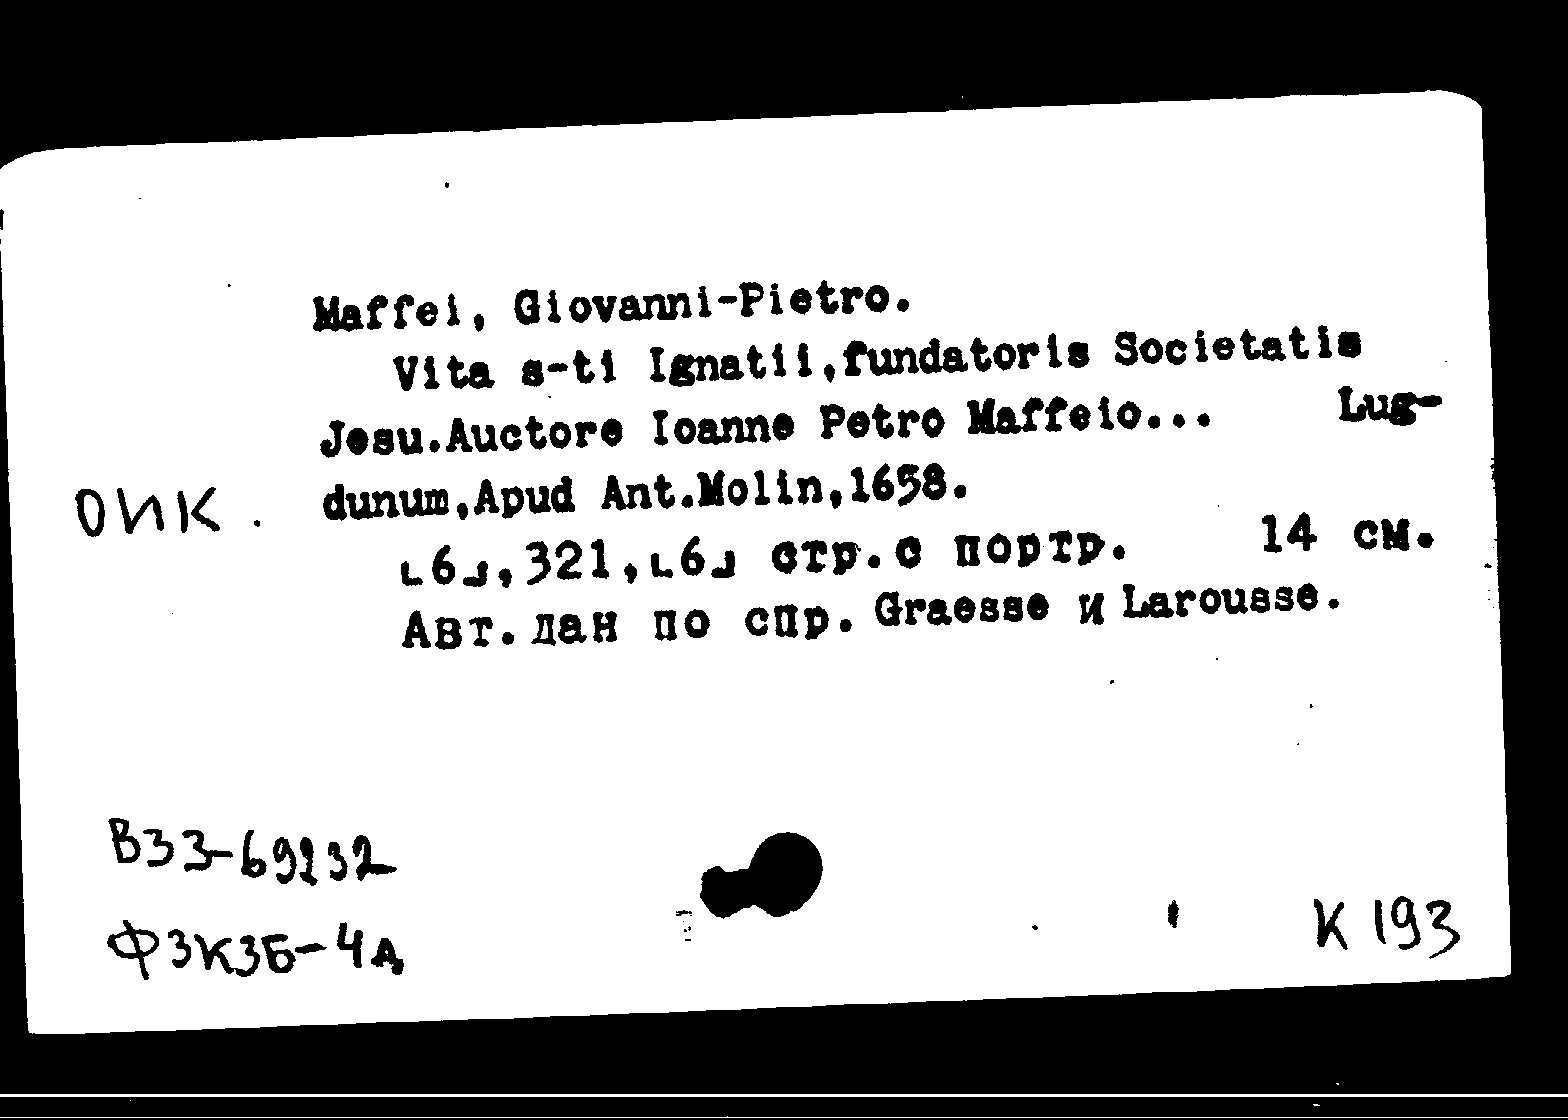 Maffei, Giovanni-Pietro.
Vita s-ti Ignatii,fundatoris Societatis
Jesu.Auctore Ioanne Petro Maffeio... Lug-
dunum,Apud Ant.Molin,1658.
ОИК.
[6],321,[6] стр.с портр. 14 см.
Авт.дан по спр. Graesse и Larousse.
В33-69232
Ф3К3Б-4д
К 193